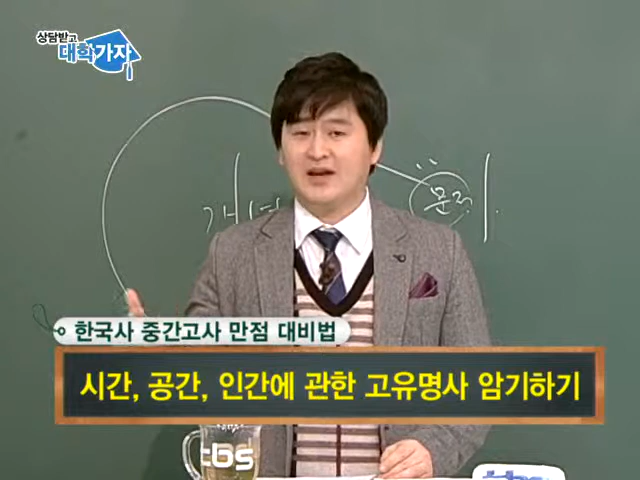 상담받고
대학가자
개념
문제
한국사 중간고사 만점 대비법
시간, 공간, 인간에 관한 고유명사 암기하기
tbs